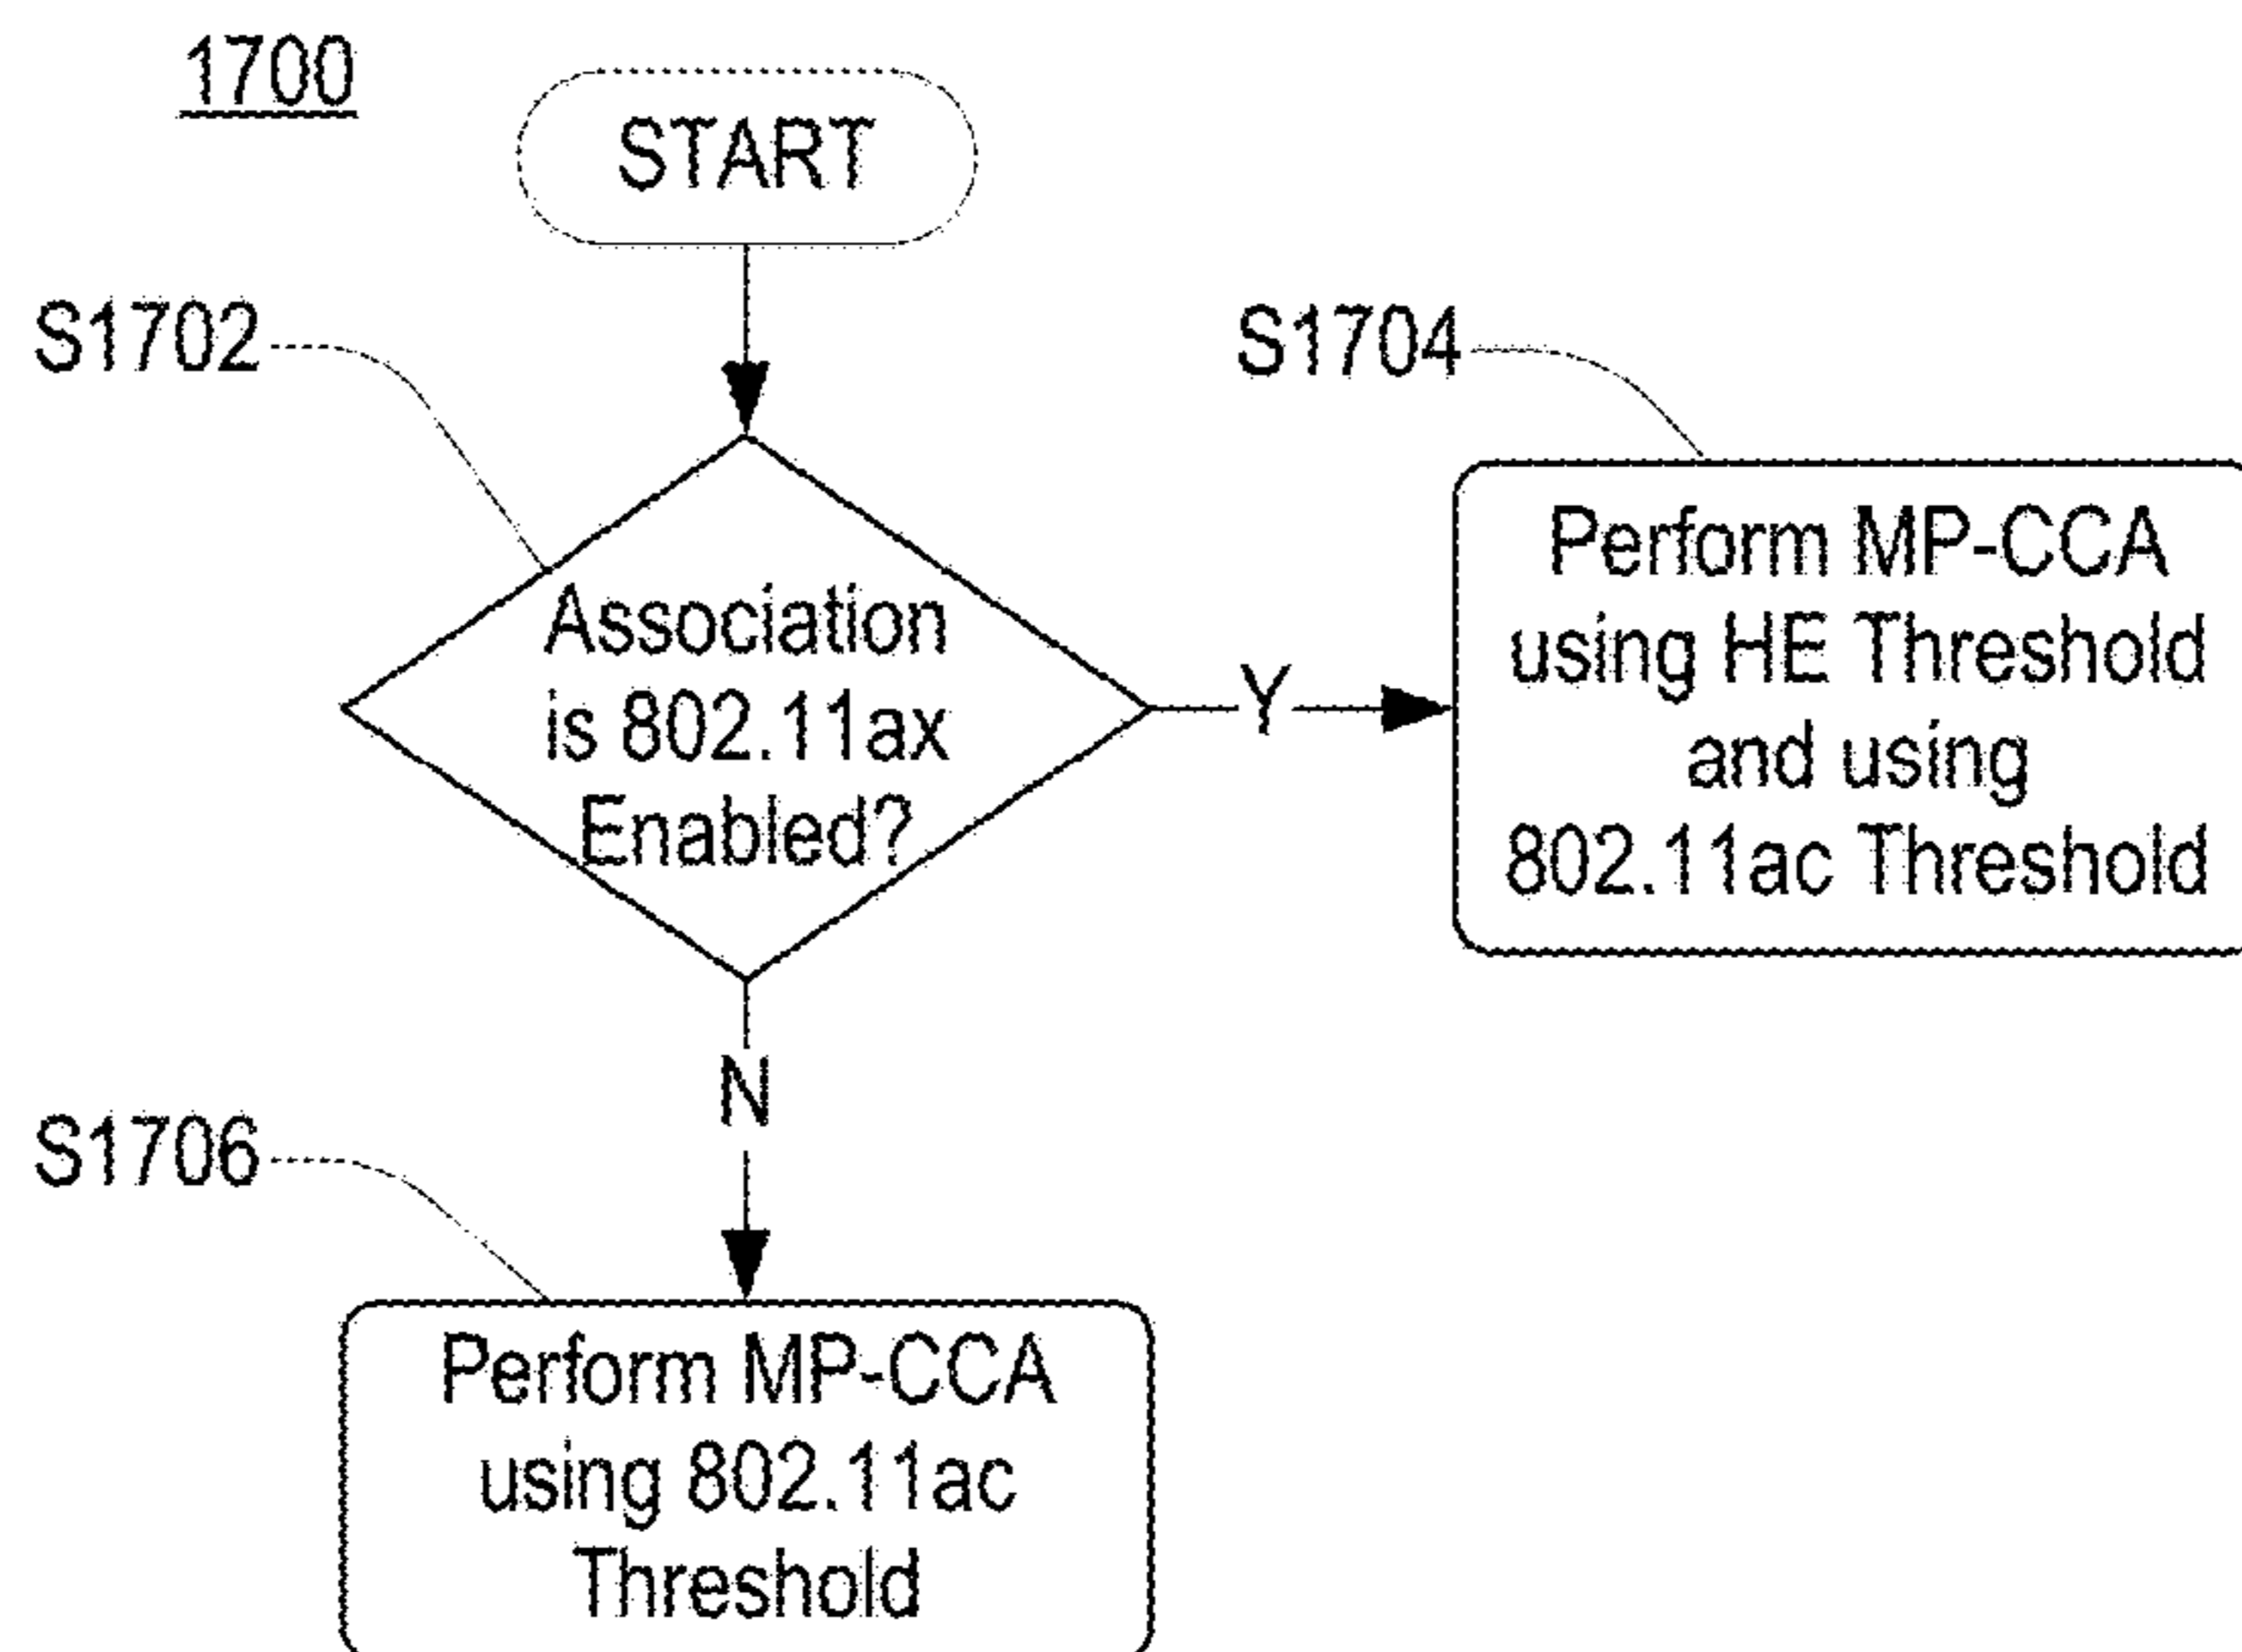 1700
START
S1702
S1704
Association
is 802.11ax
Enabled?
Y
Perform MP-CCA
using HE Threshold
and using
802.11ac Threshold
N
S1706
Perform MP-CCA
using 802.11ac
Threshold